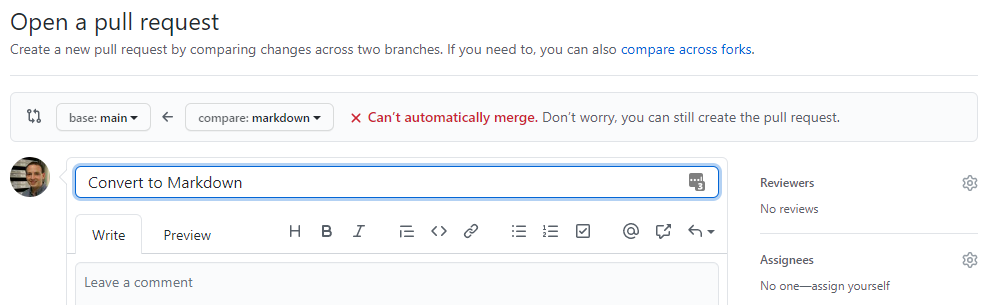 Open a pull request
Create a new pull request by comparing changes across two branches. If you need to, you can also compare across forks.
base: main compare: markdown Can't automatically merge. Don't worry, you can still create the pull request.
Convert to Markdown 3
Write Preview H B I
Leave a comment
Reviewers
No reviews
Assignees
No one—assign yourself